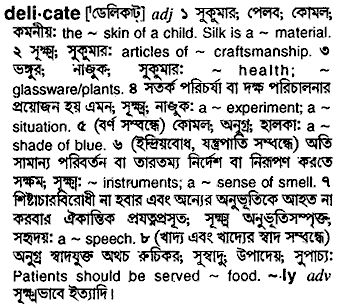 deli·cate ['ডেলিকাট্] adj ১ সুকুমার; পেলব; কোমল;
কমনীয়: the ~ skin of a child. Silk is a ~ material.
২ সূক্ষ্ম; সুকুমার: articles of ~ craftsmanship. ৩
ভঙ্গুর; নাজুক; সুকুমার: ~ health; ~
glassware/plants. ৪ সতর্ক পরিচর্যা বা দক্ষ পরিচালনার
প্রয়োজন হয় এমন; সূক্ষ্ম; নাজুক: a ~ experiment; a ~
situation. ৫ (বর্ণ সম্বন্ধে) কোমল; অনুগ্র; হালকা: a ~
shade of blue. ৬ (ইন্দ্রিয়বোধ, যন্ত্রপাতি সম্বন্ধে) অতি
সামান্য পরিবর্তন বা তারতম্য নির্দেশ বা নিরূপণ করতে
সক্ষম; সূক্ষ্ম: ~ instruments; a ~ sense of smell. ৭
শিষ্টাচারবিরোধী না হবার এবং অন্যের অনুভূতিকে আহত না
করবার ঐকান্তিক প্রযত্নপ্রসূত; সূক্ষ্ম অনুভূতিসম্পৃক্ত;
সহৃদয়: a ~ speech. ৮ (খাদ্য এবং খাদ্যের স্বাদ সম্বন্ধে)
অনুগ্র স্বাদযুক্ত অথচ রুচিকর; সুস্বাদু; উপাদেয়; সুপাচ্য:
Patients should be served ~ food. ~·ly adv
সূক্ষ্মভাবে ইত্যাদি।